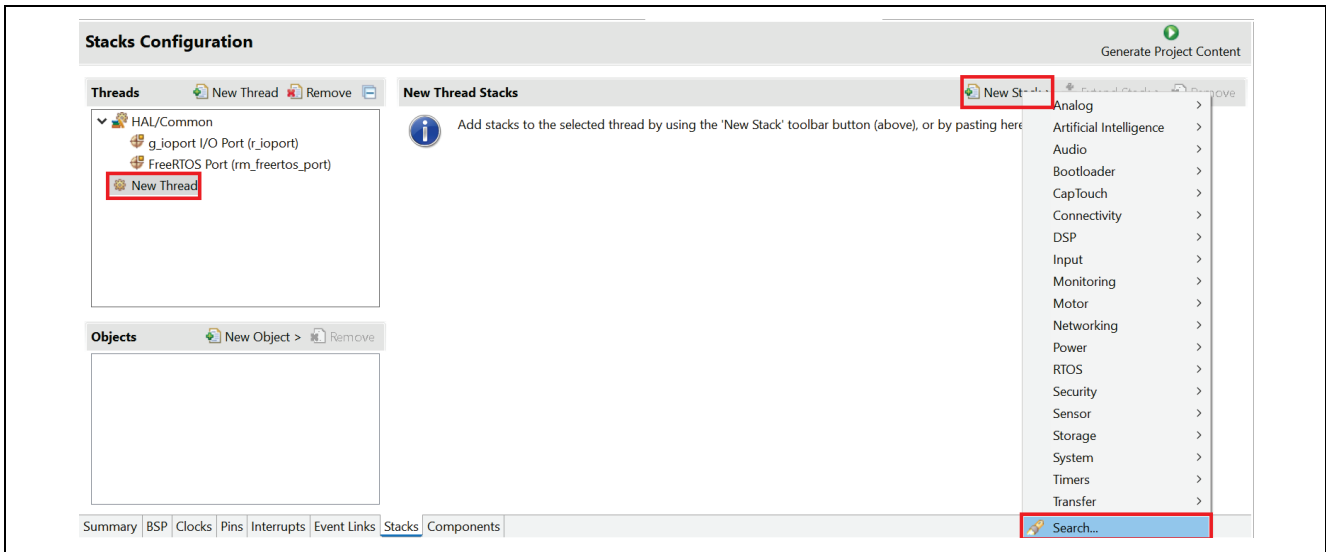 Stacks Configuration
Generate Project Content
Threads
New Thread
Remove
HAL/Common
g_ioport I/O Port (r_ioport)
FreeRTOS Port (rm_freertos_port)
New Thread
Objects
New Object >
Remove
New Thread Stacks
New
Add stacks to the selected thread by using the 'New Stack' toolbar button (above), or by pasting here
Analog >
Artificial Intelligence >
Audio >
Bootloader >
CapTouch >
Connectivity >
DSP >
Input >
Monitoring >
Motor >
Networking >
Power >
RTOS >
Security >
Sensor >
Storage >
System >
Timers >
Transfer >
Search...
Summary BSP Clocks Pins Interrupts Event Links Stacks Components